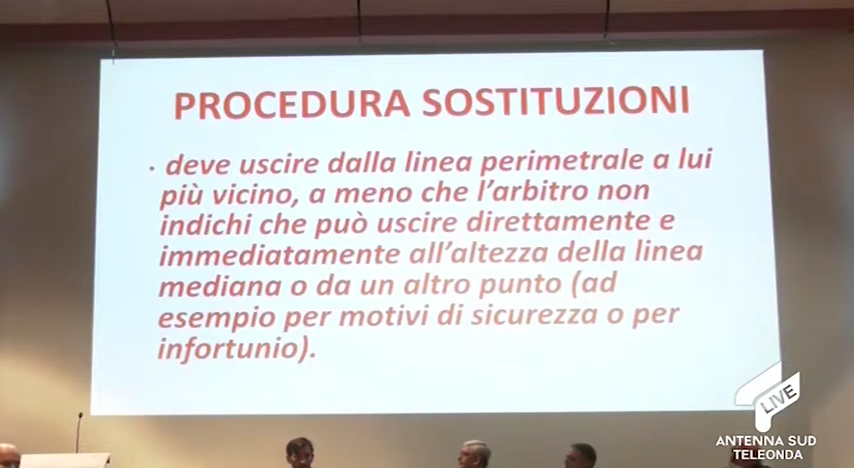 PROCEDURA SOSTITUZIONI
· deve uscire dalla linea perimetrale a lui
più vicino, a meno che l'arbitro non
indichi che può uscire direttamente e
immediatamente all'altezza della linea
mediana o da un altro punto (ad
esempio per motivi di sicurezza o per
infortunio).
LIVE
ANTENNA SUD
TELEONDA